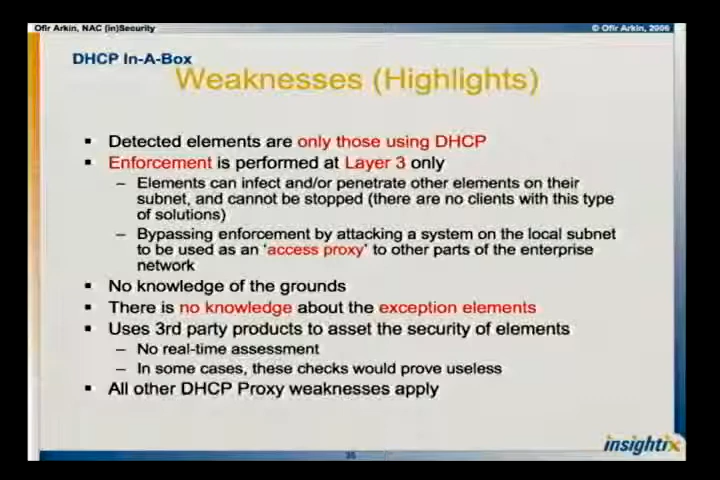 Ofir Arkin, NAC (in)Security
© Ofir Arkin, 2006
DHCP In-A-Box
Weaknesses (Highlights)
▪ Detected elements are only those using DHCP
▪ Enforcement is performed at Layer 3 only
– Elements can infect and/or penetrate other elements on their
subnet, and cannot be stopped (there are no clients with this type
of solutions)
– Bypassing enforcement by attacking a system on the local subnet
to be used as an 'access proxy' to other parts of the enterprise
network
▪ No knowledge of the grounds
▪ There is no knowledge about the exception elements
▪ Uses 3rd party products to asset the security of elements
– No real-time assessment
– In some cases, these checks would prove useless
▪ All other DHCP Proxy weaknesses apply
insightix